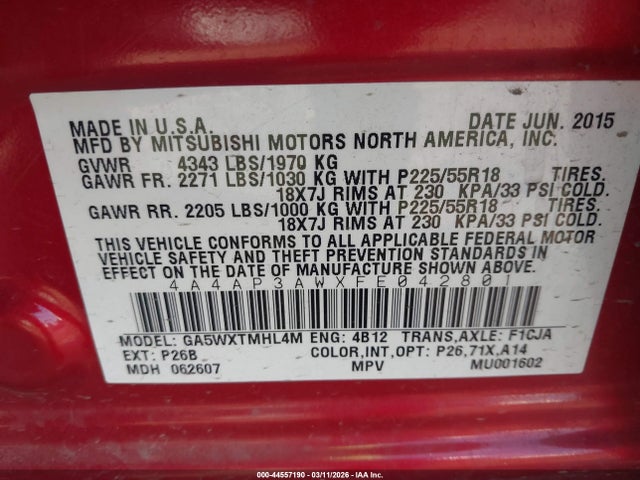 MADE IN U.S.A. DATE JUN. 2015
MFD BY MITSUBISHI MOTORS NORTH AMERICA, INC.
GVWR 4343 LBS/1970 KG
GAWR FR. 2271 LBS/1030 KG WITH P225/55R18 TIRES.
18X7J RIMS AT 230 KPA/33 PSI COLD.
GAWR RR. 2205 LBS/1000 KG WITH P225/55R18 TIRES.
18X7J RIMS AT 230 KPA/33 PSI COLD.
THIS VEHICLE CONFORMS TO ALL APPLICABLE FEDERAL MOTOR
VEHICLE SAFETY AND THEFT PREVENTION STANDARDS IN
EFFECT ON THE DATE OF MANUFACTURE SHOWN ABOVE.
4A4AP3AWXFE042801
MODEL: GA5WXTMHL4M ENG: 4B12 TRANS,AXLE: F1CJA
EXT: P26B COLOR,INT,OPT: P26,71X,A14
MDH 062607 MPV MU001602
000-44557190 - 03/11/2026 - IAA Inc.